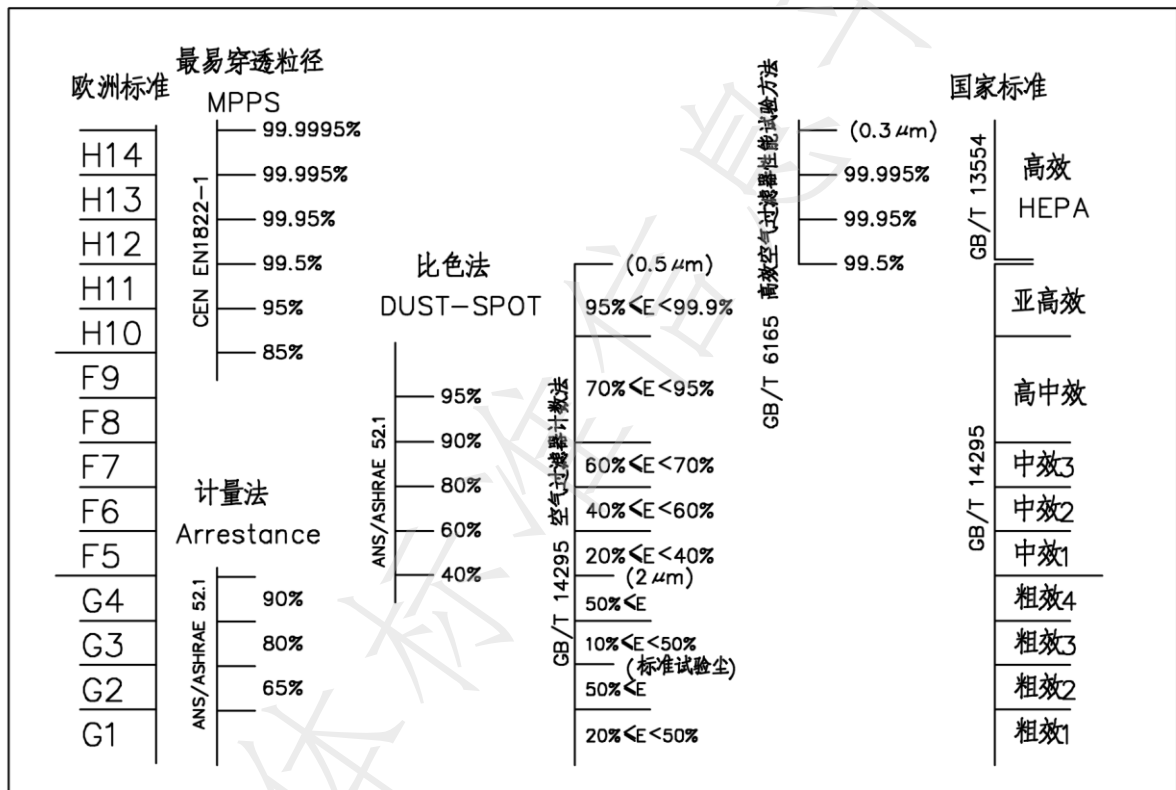 欧洲标准
H14
H13
H12
H11
H10
F9
F8
F7
F6
F5
G4
G3
G2
G1
最易穿透粒径
MPPS
CEN EN1822-1
99.9995%
99.995%
99.95%
99.5%
95%
85%
计量法
Arrestance
ANS/ASHRAE 52.1
90%
80%
65%
比色法
DUST-SPOT
ANS/ASHRAE 52.1
95%
90%
80%
60%
40%
GB/T 14295 空气过滤器计数法
(0.5μm)
95%≤E<99.9%
70%≤E<95%
60%≤E<70%
40%≤E<60%
20%≤E<40%
(2μm)
50%≤E
10%≤E<50%
(标准试验尘)
50%≤E
20%≤E<50%
GB/T 6165 高效空气过滤器性能试验方法
(0.3μm)
99.995%
99.95%
99.5%
国家标准
GB/T 13554
高效
HEPA
GB/T 14295
亚高效
高中效
中效3
中效2
中效1
粗效4
粗效3
粗效2
粗效1
体标准信息